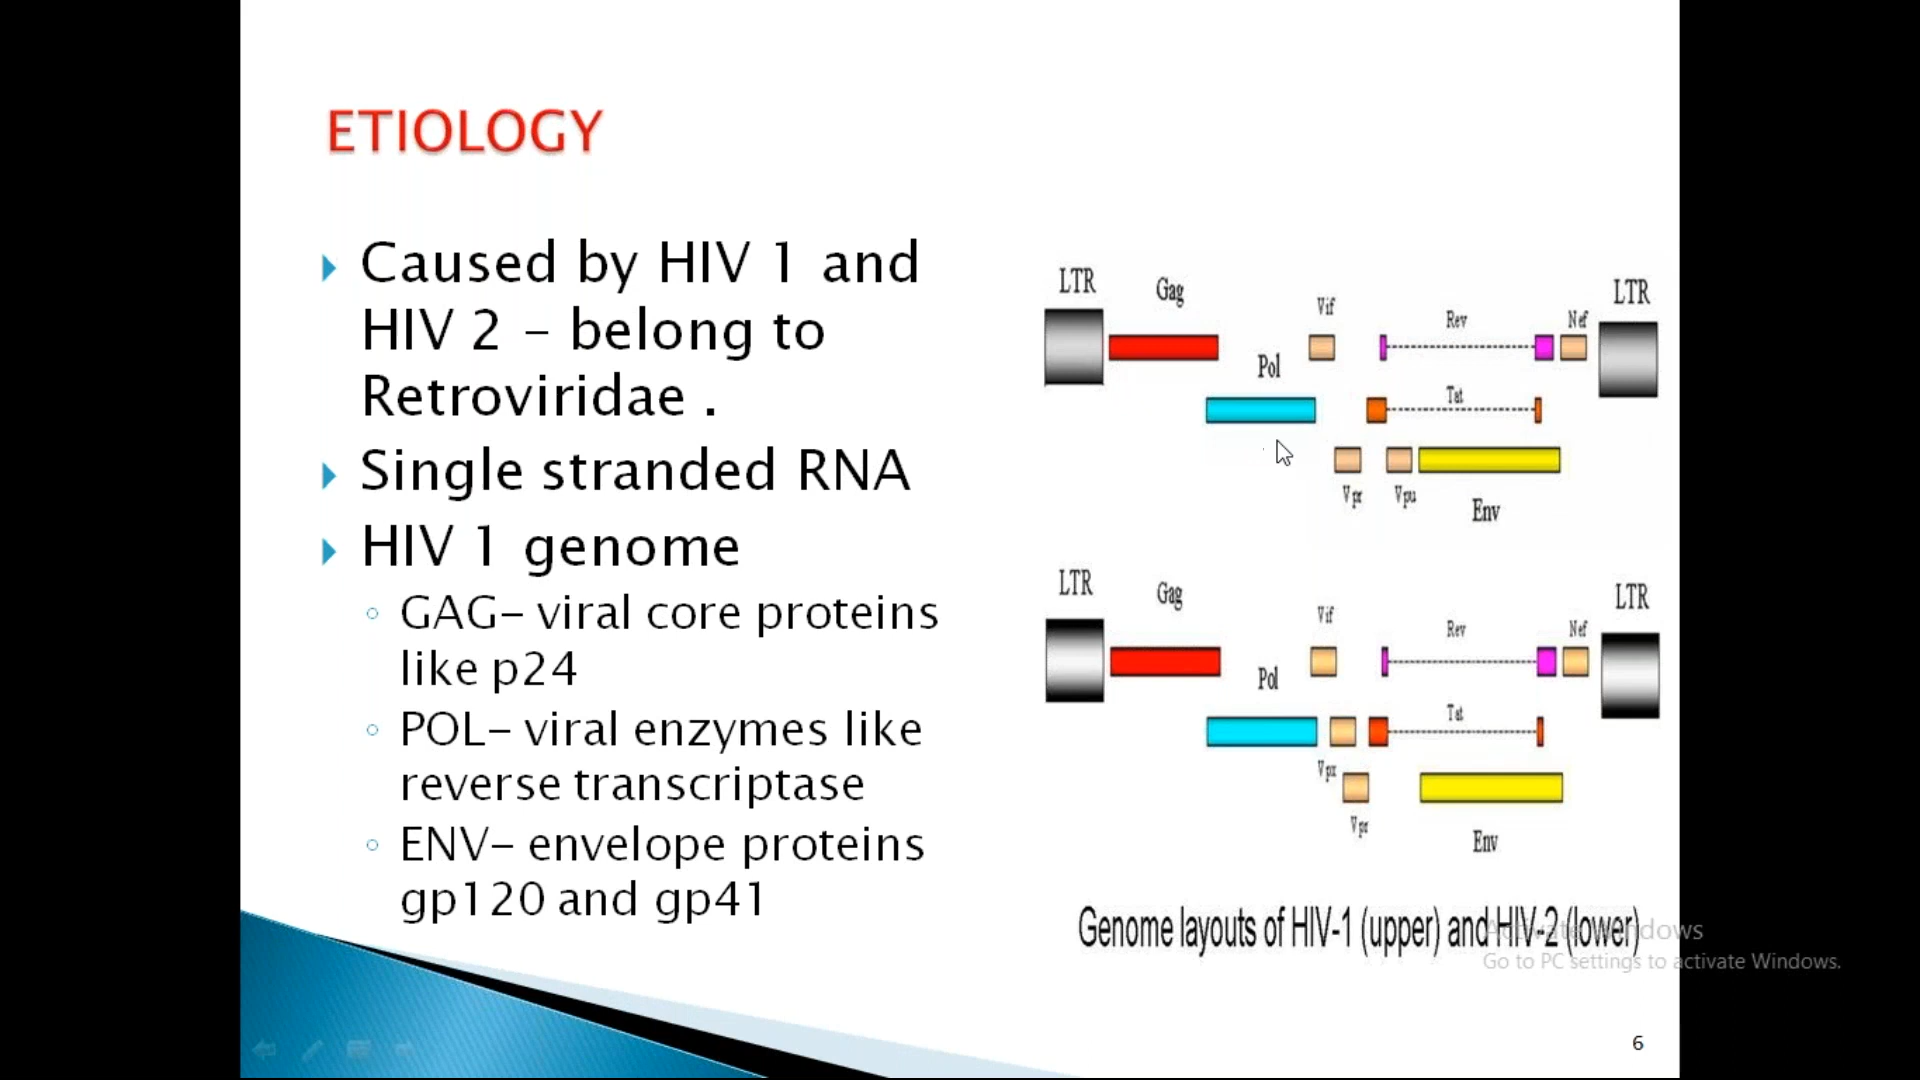 ETIOLOGY
Caused by HIV 1 and
HIV 2 – belong to
Retroviridae .
Single stranded RNA
HIV 1 genome
GAG– viral core proteins
like p24
POL– viral enzymes like
reverse transcriptase
ENV– envelope proteins
gp120 and gp41
LTR
Gag
Vif
Rev
Nef
LTR
Pol
Tat
Vpr
Vpu
Env
LTR
Gag
Vif
Rev
Nef
LTR
Pol
Tat
Vpx
Vpr
Env
Genome layouts of HIV-1 (upper) and HIV-2 (lower)
Activate Windows
Go to PC settings to activate Windows.
6